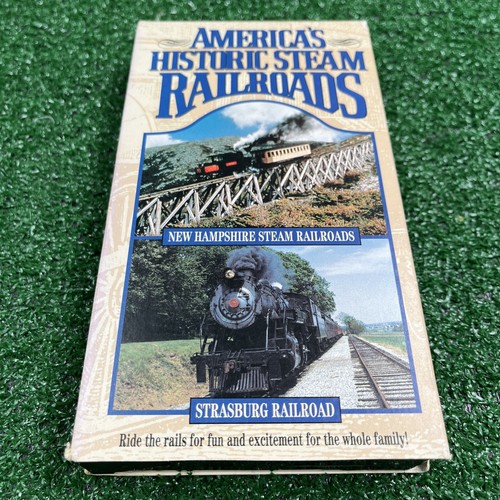 AMERICA'S
HISTORIC STEAM
RAILROADS
NEW HAMPSHIRE STEAM RAILROADS
STRASBURG RAILROAD
Ride the rails for fun and excitement for the whole family!